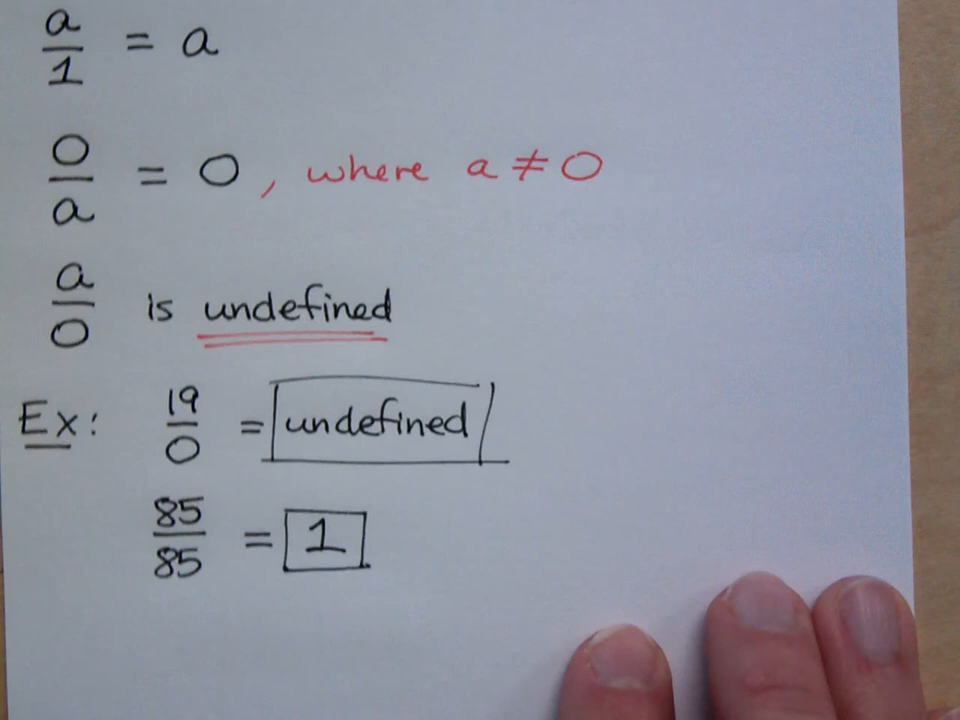 a/1 = a
0/a = 0, where a ≠ 0
a/0 is undefined
Ex: 19/0 = undefined
85/85 = 1